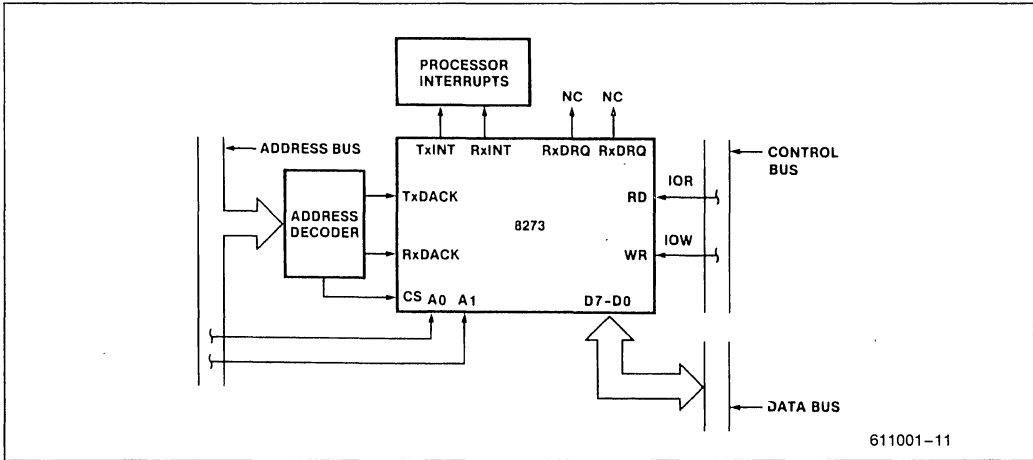 PROCESSOR
INTERRUPTS
NC NC
TxINT RxINT RxDRQ RxDRQ
ADDRESS BUS
CONTROL
BUS
ADDRESS
DECODER
TxDACK
RxDACK
CS A0 A1
8273
RD
IOR
WR
IOW
D7-D0
DATA BUS
611001-11